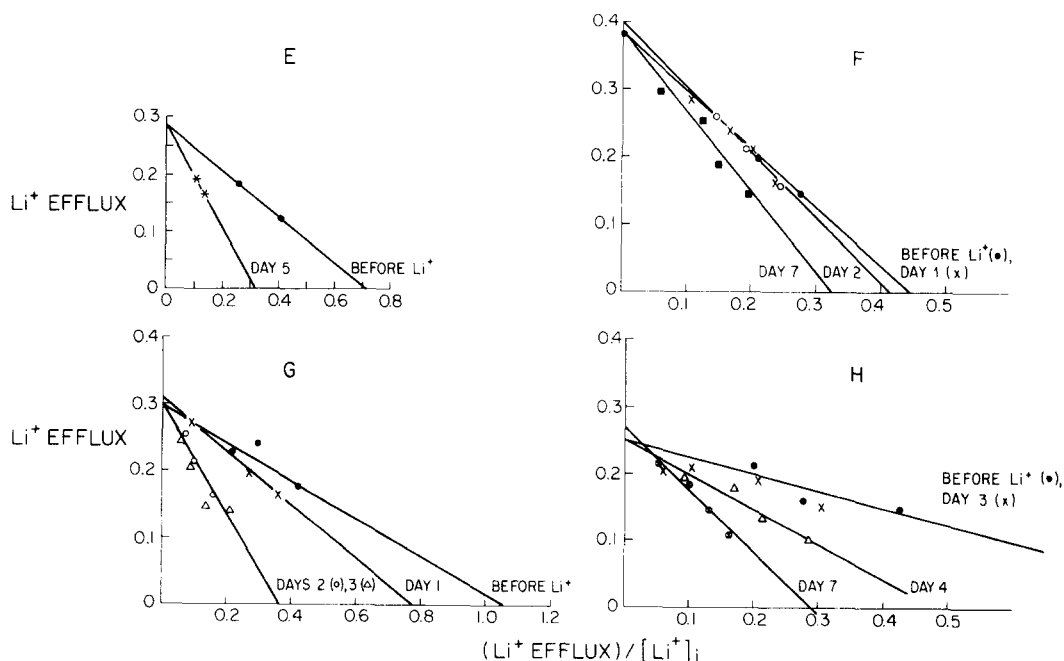 E
0.3
0.2
0.1
0
Li⁺ EFFLUX
DAY 5
BEFORE Li⁺
0 0.2 0.4 0.6 0.8
F
0.4
0.3
0.2
0.1
0
DAY 7
DAY 2
BEFORE Li⁺(●),
DAY 1 (x)
0.1 0.2 0.3 0.4 0.5
G
0.4
0.3
0.2
0.1
0
Li⁺ EFFLUX
DAYS 2 (o), 3 (△)
DAY 1
BEFORE Li⁺
0.2 0.4 0.6 0.8 1.0 1.2
H
0.4
0.3
0.2
0.1
0
BEFORE Li⁺ (●),
DAY 3 (x)
DAY 4
DAY 7
0.1 0.2 0.3 0.4 0.5
(Li⁺ EFFLUX)/[Li⁺]i